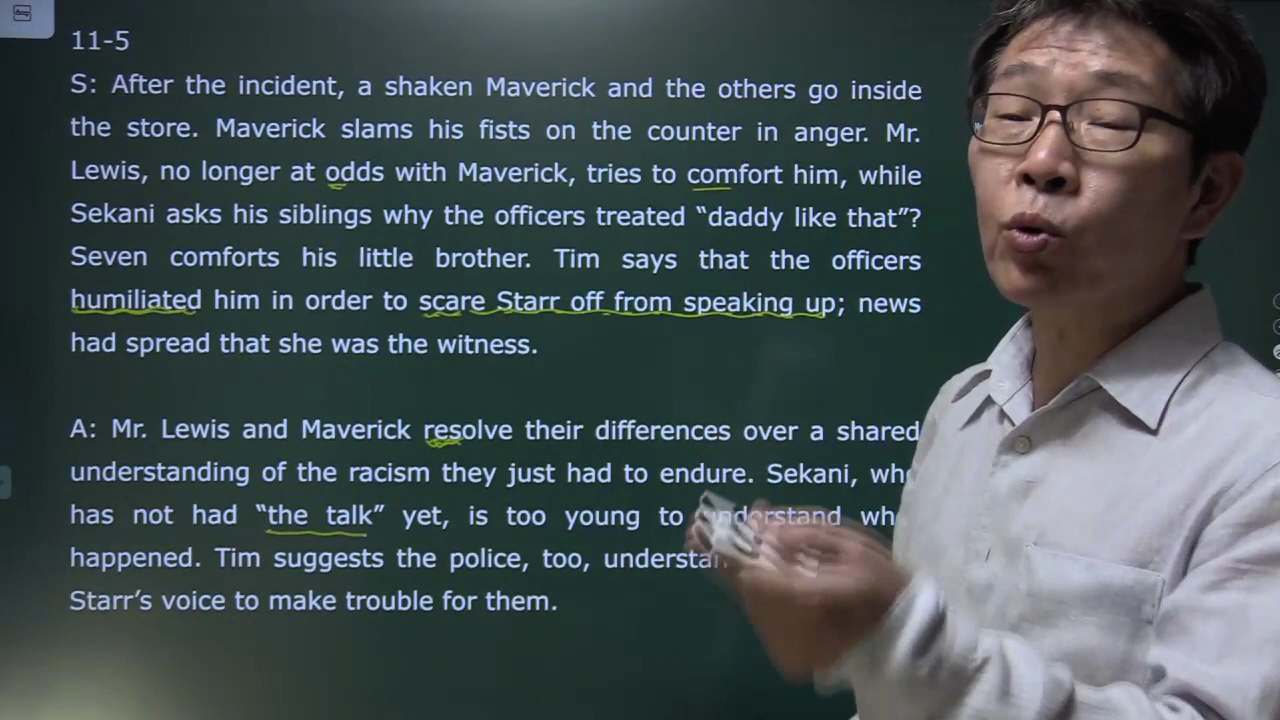 11-5
S: After the incident, a shaken Maverick and the others go inside
the store. Maverick slams his fists on the counter in anger. Mr.
Lewis, no longer at odds with Maverick, tries to comfort him, while
Sekani asks his siblings why the officers treated “daddy like that”?
Seven comforts his little brother. Tim says that the officers
humiliated him in order to scare Starr off from speaking up; news
had spread that she was the witness.
A: Mr. Lewis and Maverick resolve their differences over a shared
understanding of the racism they just had to endure. Sekani,
has not had “the talk” yet, is too young to understand
happened. Tim suggests the police, too,
Starr’s voice to make trouble for them.